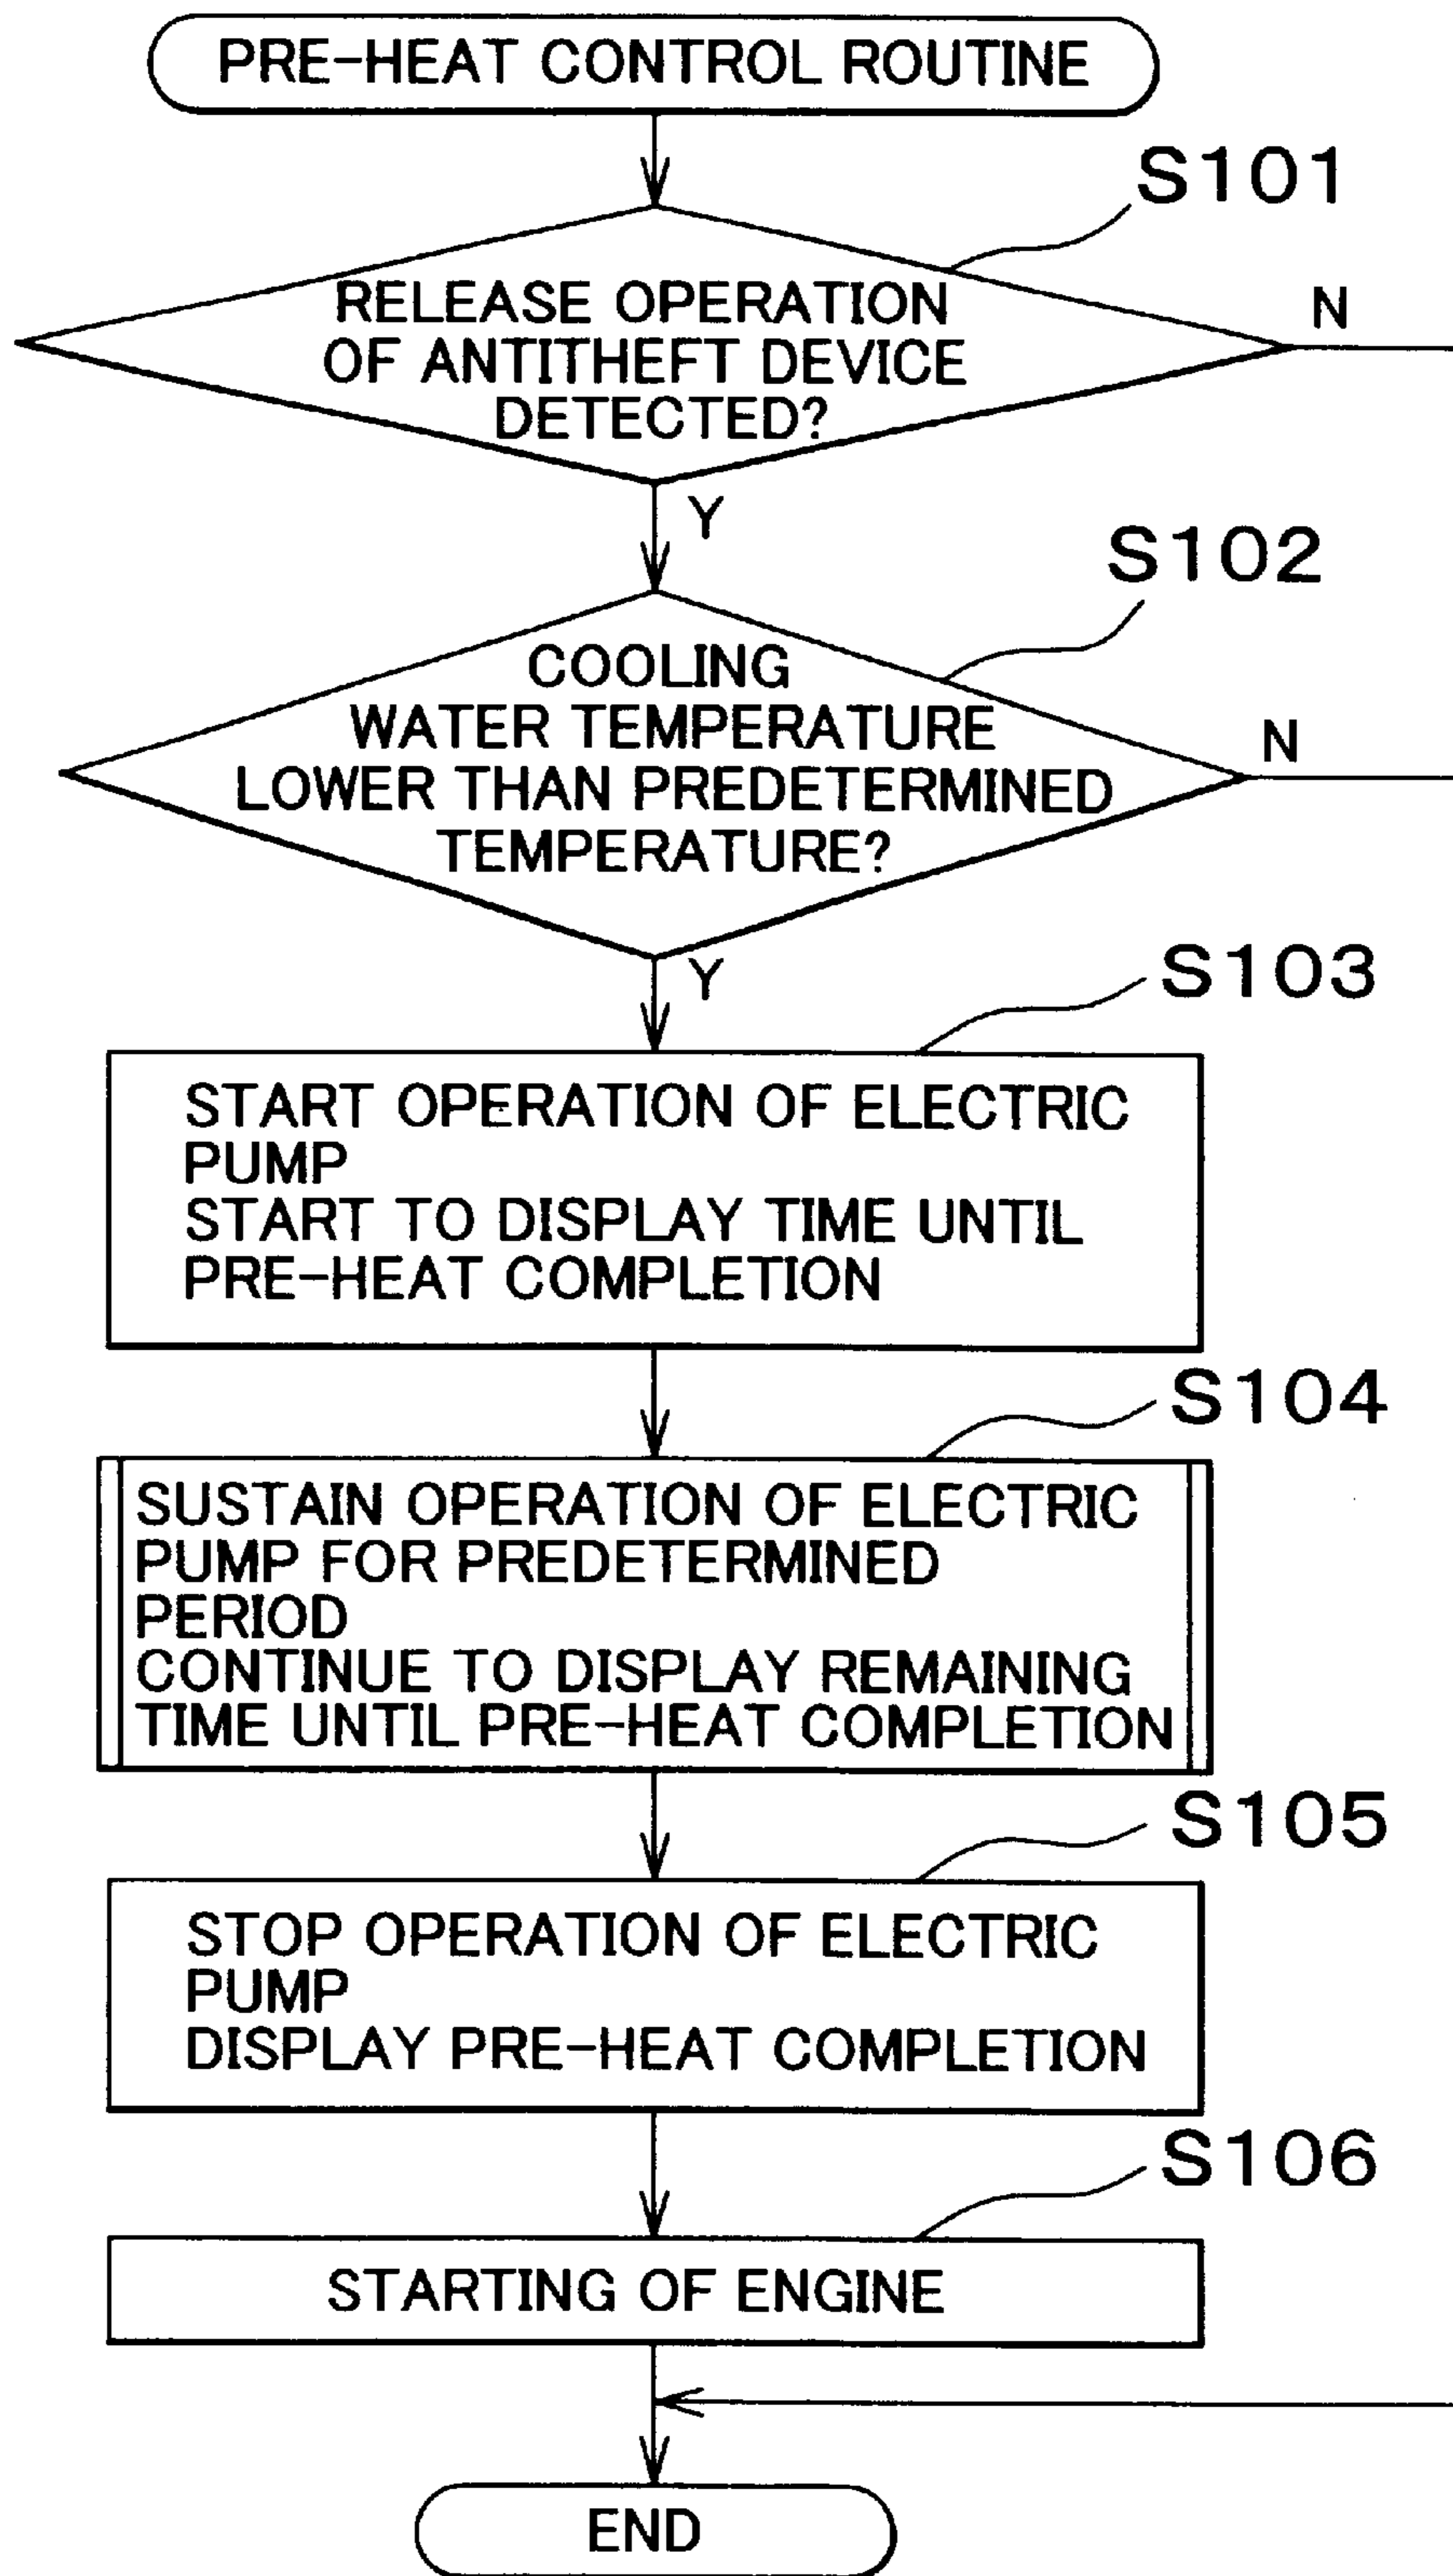 PRE-HEAT CONTROL ROUTINE
S101
RELEASE OPERATION
OF ANTITHEFT DEVICE
DETECTED?
N
Y
S102
COOLING
WATER TEMPERATURE
LOWER THAN PREDETERMINED
TEMPERATURE?
N
Y
S103
START OPERATION OF ELECTRIC
PUMP
START TO DISPLAY TIME UNTIL
PRE-HEAT COMPLETION
S104
SUSTAIN OPERATION OF ELECTRIC
PUMP FOR PREDETERMINED
PERIOD
CONTINUE TO DISPLAY REMAINING
TIME UNTIL PRE-HEAT COMPLETION
S105
STOP OPERATION OF ELECTRIC
PUMP
DISPLAY PRE-HEAT COMPLETION
S106
STARTING OF ENGINE
END